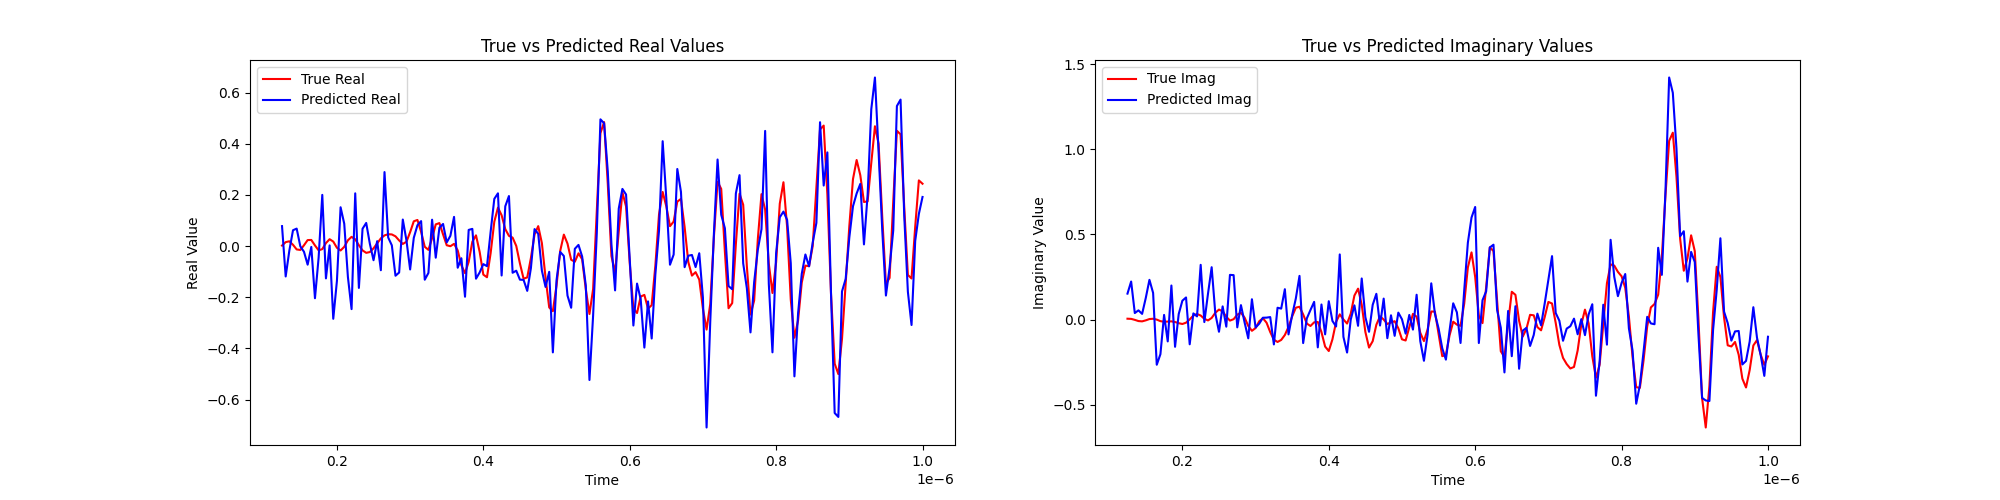 True vs Predicted Real Values
True Real
Predicted Real
Real Value
0.6
0.4
0.2
0.0
−0.2
−0.4
−0.6
0.2
0.4
0.6
0.8
1.0
1e−6
Time
True vs Predicted Imaginary Values
True Imag
Predicted Imag
Imaginary Value
1.5
1.0
0.5
0.0
−0.5
0.2
0.4
0.6
0.8
1.0
1e−6
Time